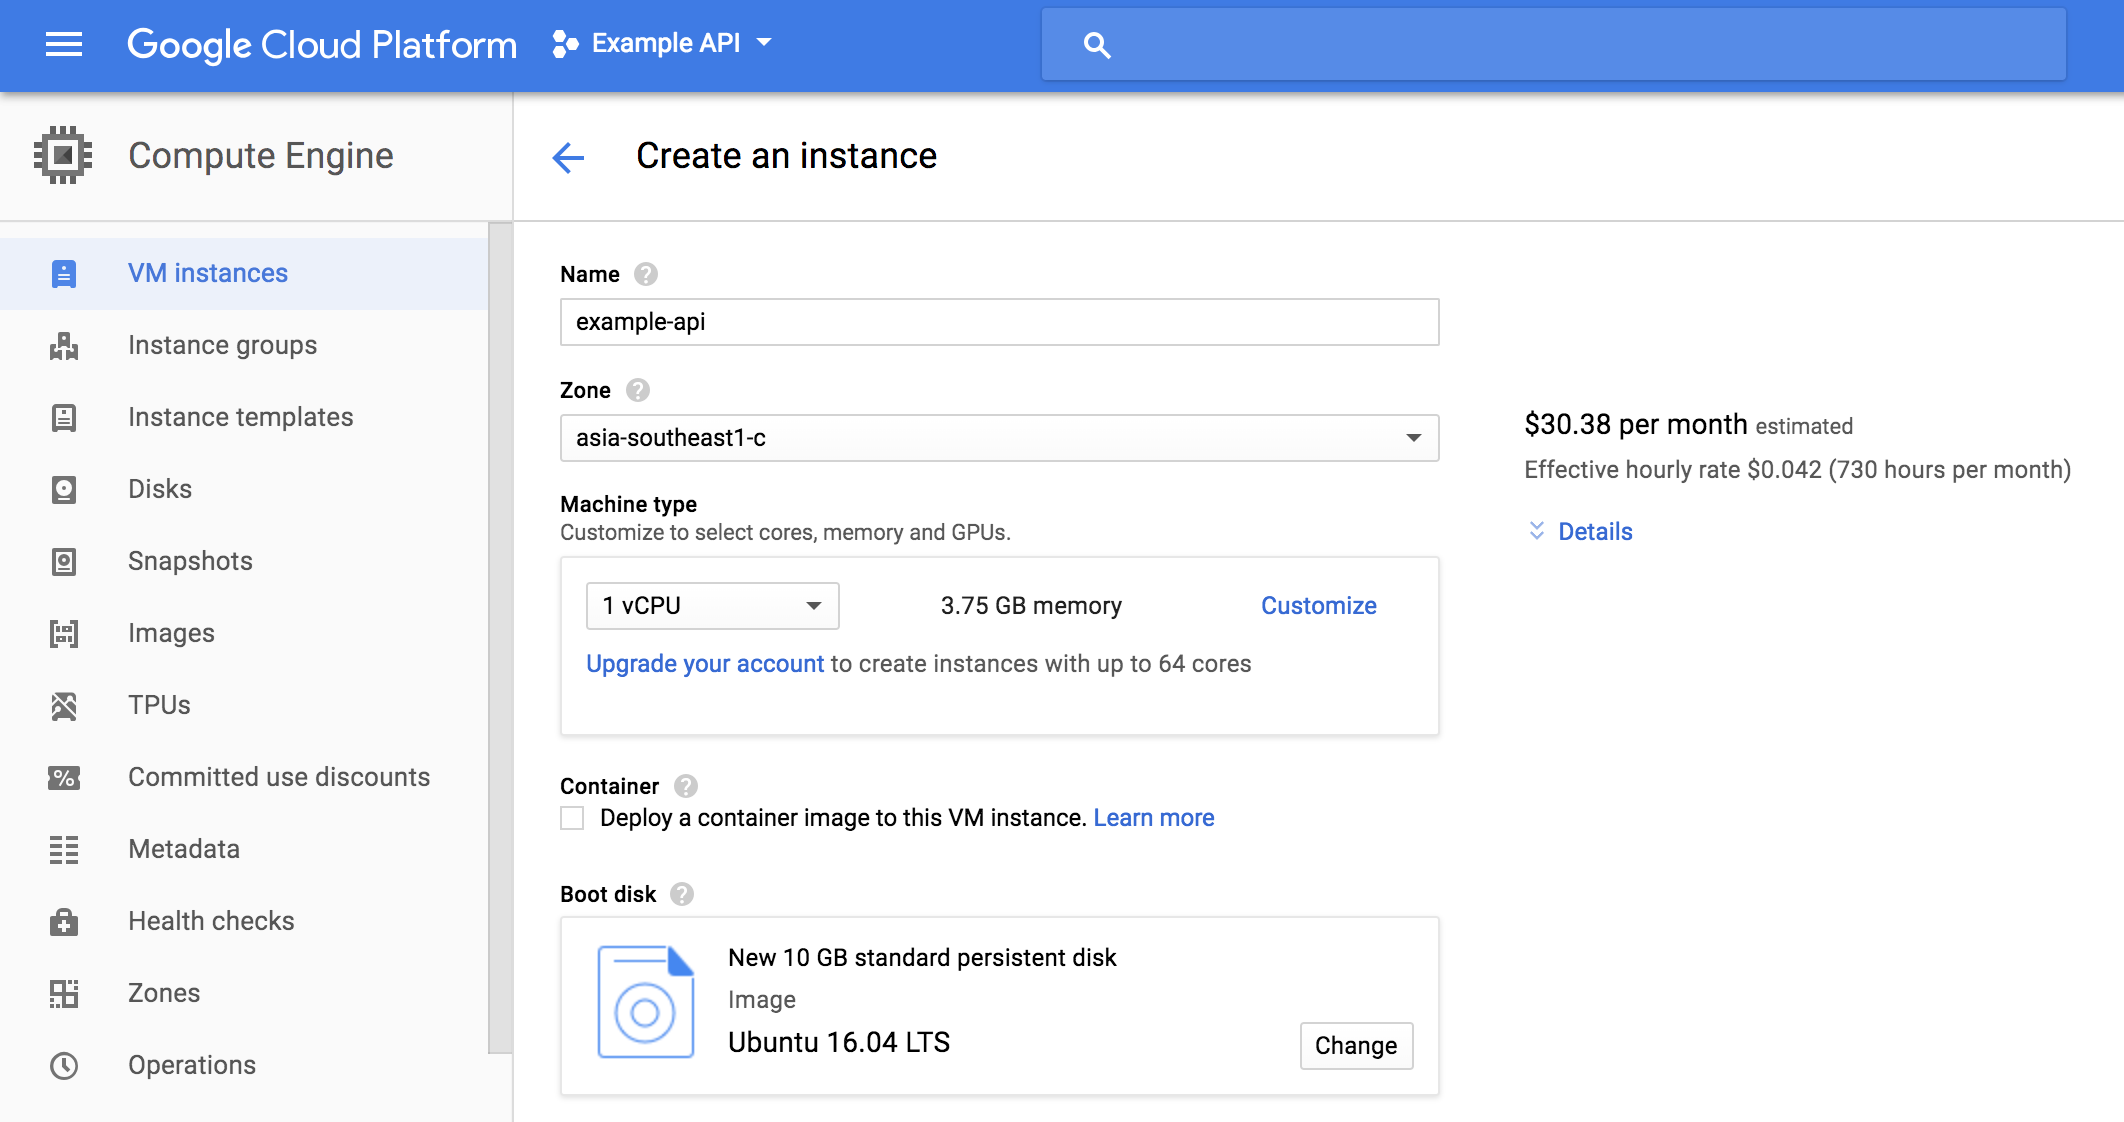 Google Cloud Platform
Example API
Compute Engine
Create an instance
VM instances
Instance groups
Instance templates
Disks
Snapshots
Images
TPUs
%
Committed use discounts
Metadata
Health checks
Zones
Operations
Name ?
example-api
Zone ?
asia-southeast1-c
Machine type
Customize to select cores, memory and GPUs.
1 vCPU
3.75 GB memory
Customize
Upgrade your account to create instances with up to 64 cores
Container ?
Deploy a container image to this VM instance. Learn more
Boot disk ?
New 10 GB standard persistent disk
Image
Ubuntu 16.04 LTS
Change
$30.38 per month estimated
Effective hourly rate $0.042 (730 hours per month)
Details